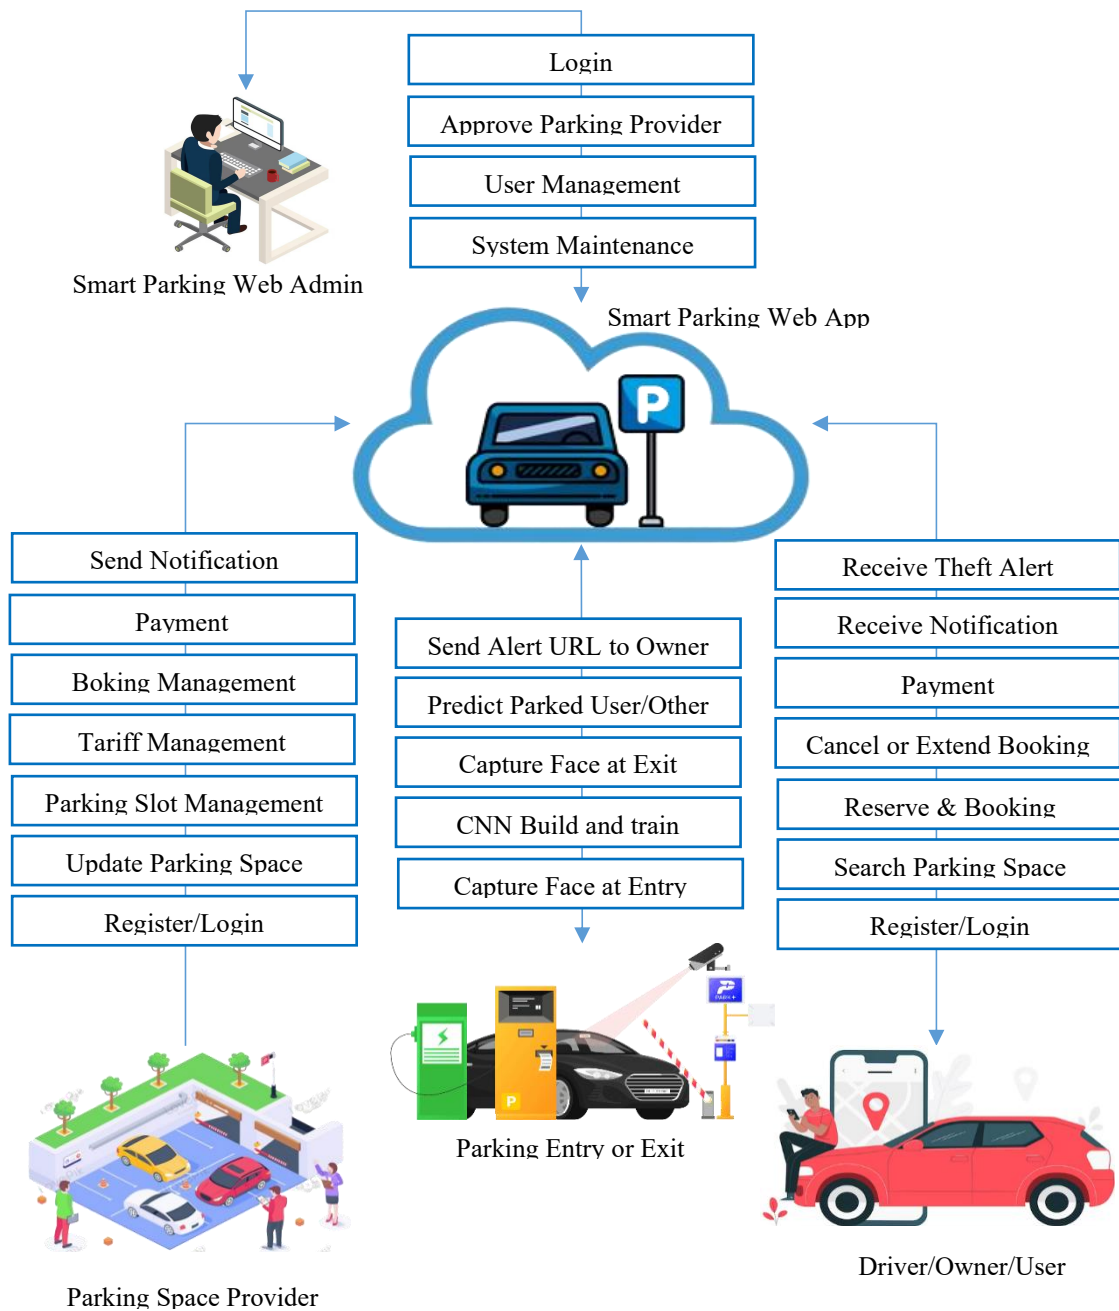 Login
Approve Parking Provider
User Management
System Maintenance
Smart Parking Web Admin
Smart Parking Web App
P
Send Notification
Payment
Boking Management
Tariff Management
Parking Slot Management
Update Parking Space
Register/Login
Send Alert URL to Owner
Predict Parked User/Other
Capture Face at Exit
CNN Build and train
Capture Face at Entry
Receive Theft Alert
Receive Notification
Payment
Cancel or Extend Booking
Reserve & Booking
Search Parking Space
Register/Login
P
PARK+
P
Parking Entry or Exit
Driver/Owner/User
Parking Space Provider